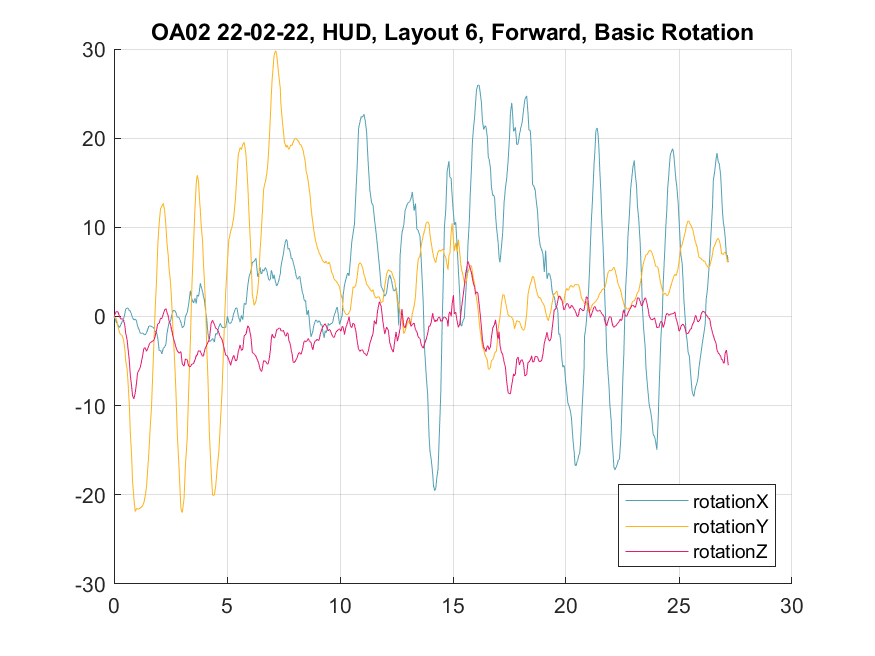 OA02 22-02-22, HUD, Layout 6, Forward, Basic Rotation
30
20
10
0
-10
-20
-30
0 5 10 15 20 25 30
rotationX
rotationY
rotationZ